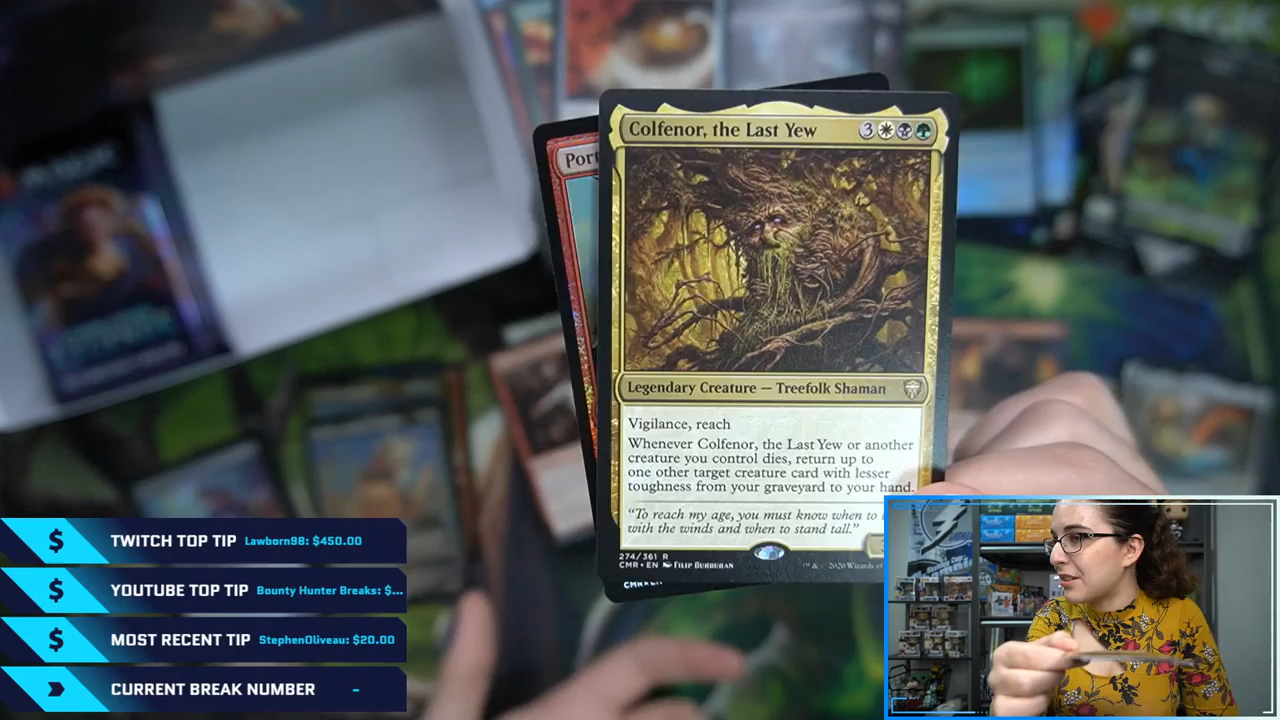 MAGIC
MAGIC
Port
Colfenor, the Last Yew 3
Legendary Creature — Treefolk Shaman
Vigilance, reach
Whenever Colfenor, the Last Yew or another
creature you control dies, return up to
one other target creature card with lesser
toughness from your graveyard to your hand.
"To reach my age, you must know when to
with the winds and when to stand tall."
274/361 R
CMR • EN FILIP BURBURAN
™ & © 2020 Wizards of
TWITCH TOP TIP Lawborn98: $450.00
YOUTUBE TOP TIP Bounty Hunter Breaks: $...
MOST RECENT TIP StephenOliveau: $20.00
CURRENT BREAK NUMBER -